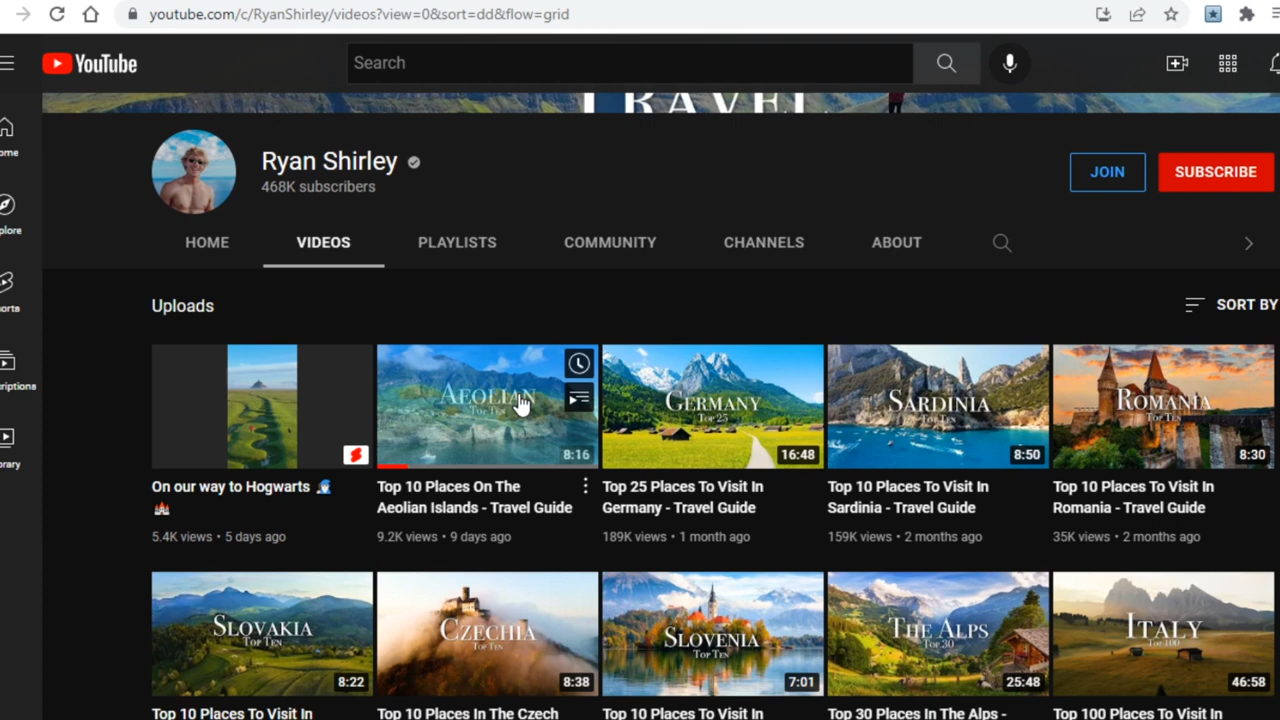 youtube.com/c/RyanShirley/videos?view=0&sort=dd&flow=grid
YouTube
Search
TRAVEL
ome
Ryan Shirley
468K subscribers
JOIN
SUBSCRIBE
plore
HOME
VIDEOS
PLAYLISTS
COMMUNITY
CHANNELS
ABOUT
orts
Uploads
SORT BY
criptions
brary
AEOLIAN
TOP TEN
8:16
GERMANY
TOP 25
16:48
SARDINIA
TOP TEN
8:50
ROMANIA
TOP TEN
8:30
On our way to Hogwarts
5.4K views • 5 days ago
Top 10 Places On The
Aeolian Islands - Travel Guide
9.2K views • 9 days ago
Top 25 Places To Visit In
Germany - Travel Guide
189K views • 1 month ago
Top 10 Places To Visit In
Sardinia - Travel Guide
159K views • 2 months ago
Top 10 Places To Visit In
Romania - Travel Guide
35K views • 2 months ago
SLOVAKIA
TOP TEN
8:22
CZECHIA
TOP TEN
8:38
SLOVENIA
TOP TEN
7:01
THE ALPS
TOP 30
25:48
ITALY
TOP 100
46:58
Top 10 Places To Visit In
Top 10 Places In The Czech
Top 10 Places To Visit In
Top 30 Places In The Alps -
Top 100 Places To Visit In